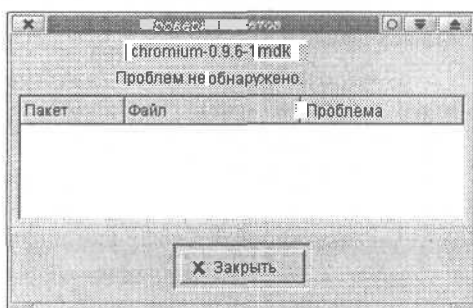 chromium-0.9.6-1mdk
Проблем не обнаружено.
Пакет Файл Проблема
Закрыть